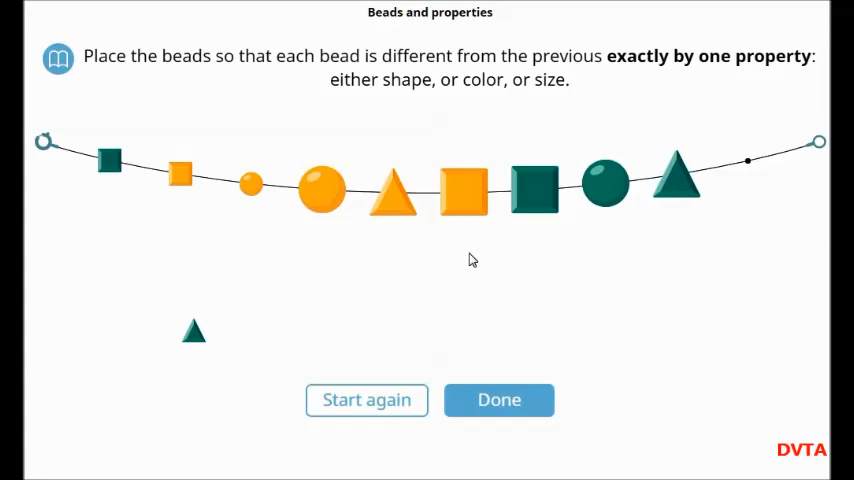 Beads and properties
Place the beads so that each bead is different from the previous exactly by one property:
either shape, or color, or size.
Start again
Done
DVTA